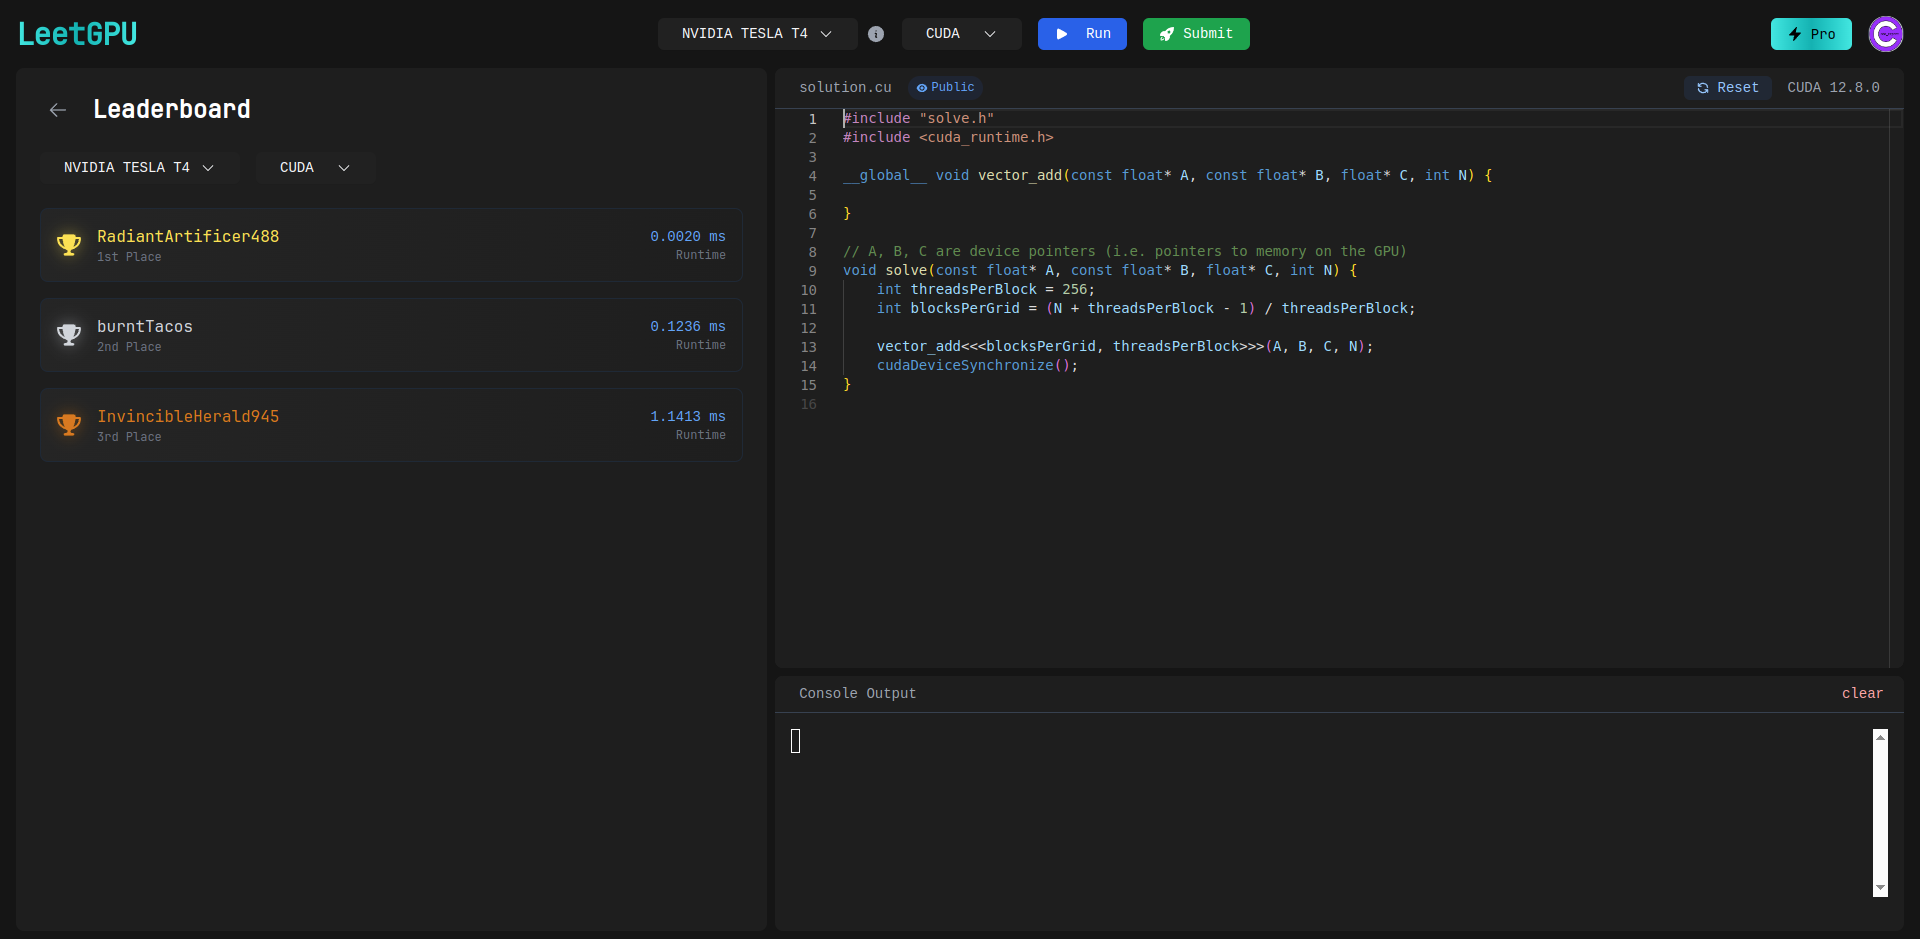 LeetGPU
NVIDIA TESLA T4
i
CUDA
Run
Submit
Pro
Leaderboard
NVIDIA TESLA T4
CUDA
RadiantArtificer488
1st Place
0.0020 ms
Runtime
burntTacos
2nd Place
0.1236 ms
Runtime
InvincibleHerald945
3rd Place
1.1413 ms
Runtime
solution.cu
Public
Reset
CUDA 12.8.0
1 #include "solve.h"
2 #include <cuda_runtime.h>
3
4 __global__ void vector_add(const float* A, const float* B, float* C, int N) {
5
6 }
7
8 // A, B, C are device pointers (i.e. pointers to memory on the GPU)
9 void solve(const float* A, const float* B, float* C, int N) {
10     int threadsPerBlock = 256;
11     int blocksPerGrid = (N + threadsPerBlock - 1) / threadsPerBlock;
12
13     vector_add<<<blocksPerGrid, threadsPerBlock>>>(A, B, C, N);
14     cudaDeviceSynchronize();
15 }
16
Console Output
clear